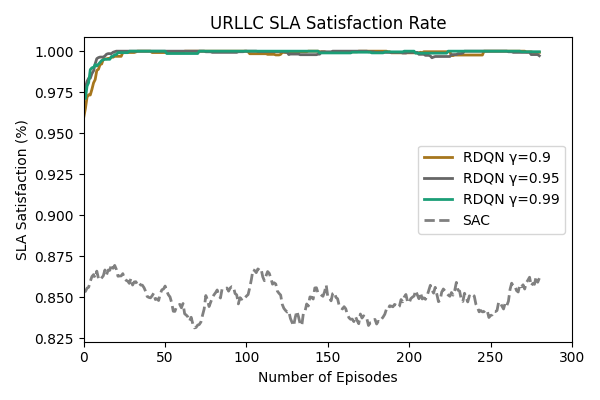 URLLC SLA Satisfaction Rate
SLA Satisfaction (%)
1.000
0.975
0.950
0.925
0.900
0.875
0.850
0.825
RDQN γ=0.9
RDQN γ=0.95
RDQN γ=0.99
SAC
0 50 100 150 200 250 300
Number of Episodes